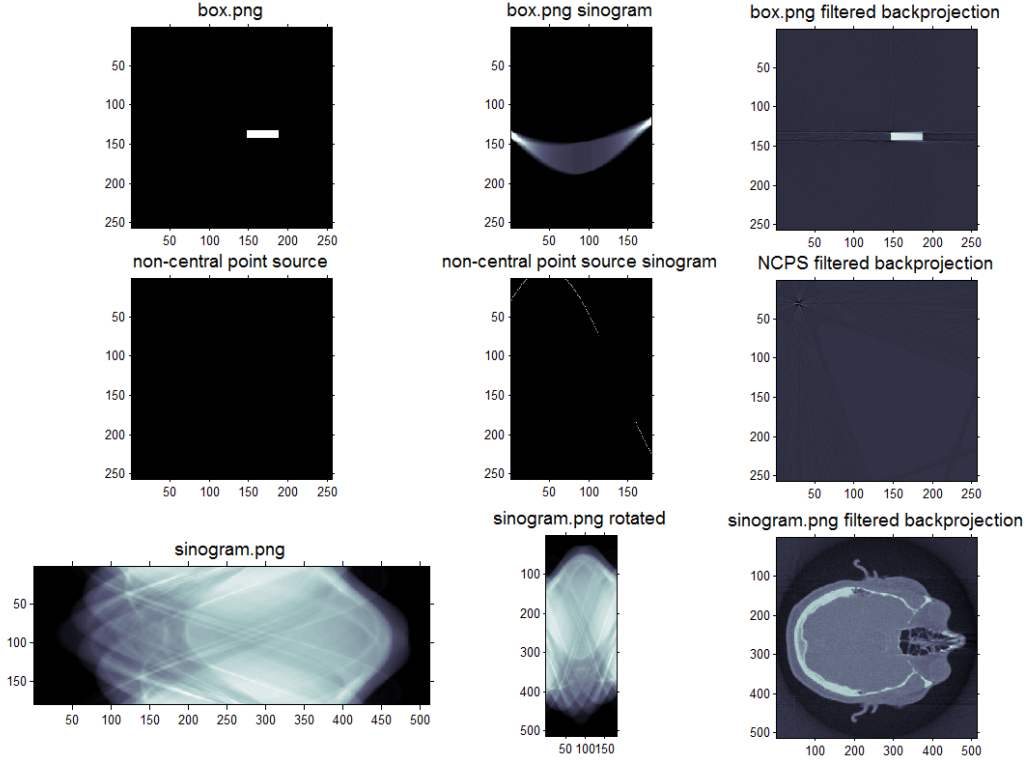 box.png
50
100
150
200
250
50 100 150 200 250
box.png sinogram
50
100
150
200
250
50 100 150
box.png filtered backprojection
50
100
150
200
250
50 100 150 200 250
non-central point source
50
100
150
200
250
50 100 150 200 250
non-central point source sinogram
50
100
150
200
250
50 100 150
NCPS filtered backprojection
50
100
150
200
250
50 100 150 200 250
sinogram.png
50
100
150
50 100 150 200 250 300 350 400 450 500
sinogram.png rotated
100
200
300
400
500
50 100 150
sinogram.png filtered backprojection
100
200
300
400
500
100 200 300 400 500